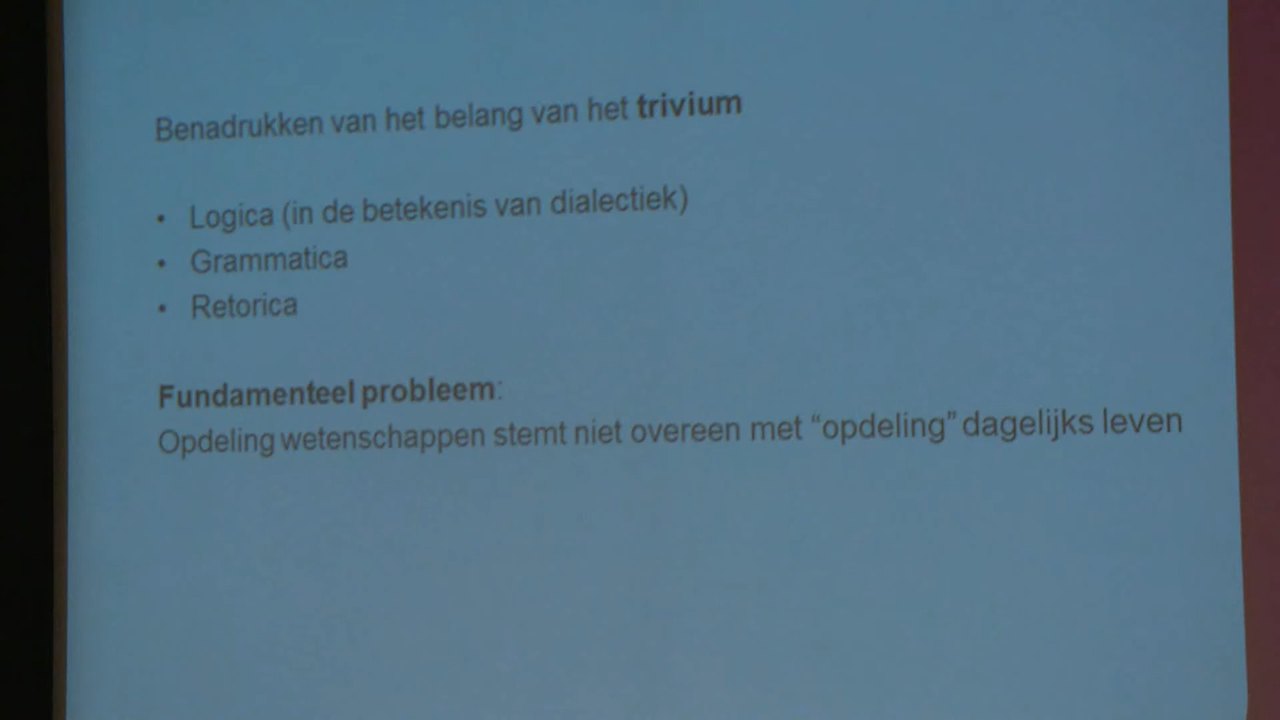 Benadrukken van het belang van het trivium
• Logica (in de betekenis van dialectiek)
• Grammatica
• Retorica
Fundamenteel probleem:
Opdeling wetenschappen stemt niet overeen met “opdeling” dagelijks leven